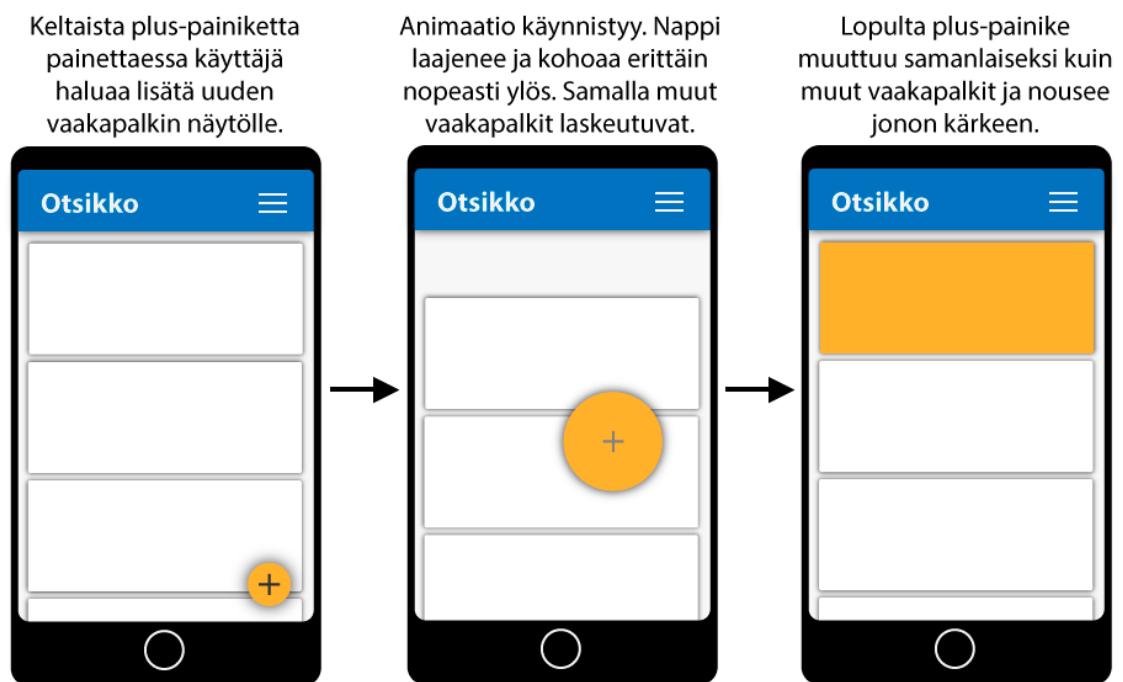 Keltaista plus-painiketta
painettaessa käyttäjä
haluaa lisätä uuden
vaakapalkin näytölle.
Animaatio käynnistyy. Nappi
laajenee ja kohoaa erittäin
nopeasti ylös. Samalla muut
vaakapalkit laskeutuvat.
Lopulta plus-painike
muuttuu samanlaiseksi kuin
muut vaakapalkit ja nousee
jonon kärkeen.
Otsikko
+
Otsikko
+
Otsikko